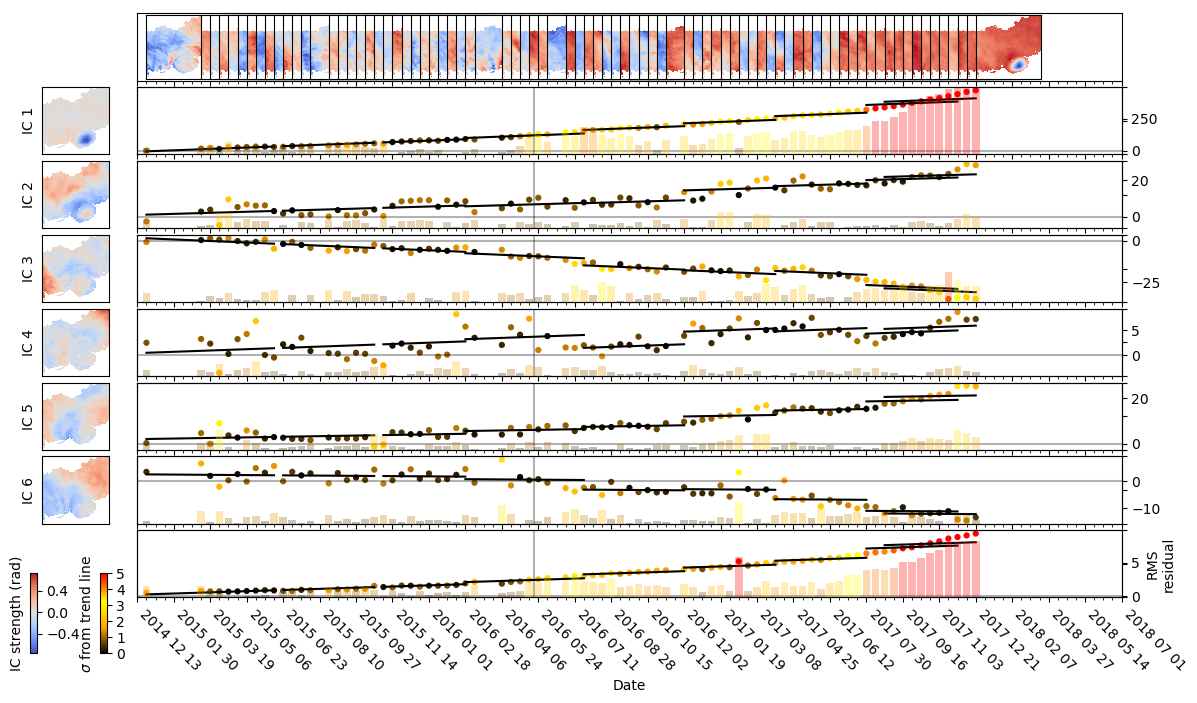 IC 1
250
0
IC 2
20
0
IC 3
0
−25
IC 4
5
0
IC 5
20
0
IC 6
0
−10
RMS
residual
5
0
IC strength (rad)
0.4
0.0
−0.4
σ from trend line
5
4
3
2
1
0
2014 12 13
2015 01 30
2015 03 19
2015 05 06
2015 06 23
2015 08 10
2015 09 27
2015 11 14
2016 01 01
2016 02 18
2016 04 06
2016 05 24
2016 07 11
2016 08 28
2016 10 15
2016 12 02
2017 01 19
2017 03 08
2017 04 25
2017 06 12
2017 07 30
2017 09 16
2017 11 03
2017 12 21
2018 02 07
2018 03 27
2018 05 14
2018 07 01
Date